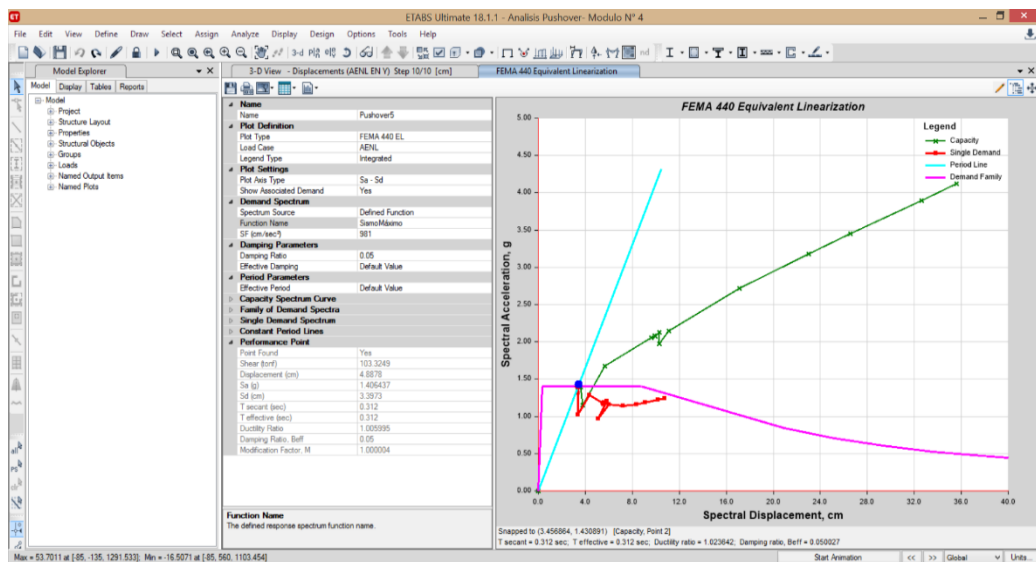 ETABS Ultimate 18.1.1 - Analisis Pushover- Modulo N° 4
File Edit View Define Draw Select Assign Analyze Display Design Options Tools Help
3-d
nd
Model Explorer
3-D View - Displacements (AENL EN Y) Step 10/10 [cm]
FEMA 440 Equivalent Linearization
Model Display Tables Reports
Model
Project
Structure Layout
Properties
Structural Objects
Groups
Loads
Named Output Items
Named Plots
all
PS
Name
Name Pushover5
Plot Definition
Plot Type FEMA 440 EL
Load Case AENL
Legend Type Integrated
Plot Settings
Plot Axis Type Sa - Sd
Show Associated Demand Yes
Demand Spectrum
Spectrum Source Defined Function
Function Name SismoMáximo
SF (cm/sec²) 981
Damping Parameters
Damping Ratio 0.05
Effective Damping Default Value
Period Parameters
Effective Period Default Value
Capacity Spectrum Curve
Family of Demand Spectra
Single Demand Spectrum
Constant Period Lines
Performance Point
Point Found Yes
Shear (tonf) 103.3249
Displacement (cm) 4.8878
Sa (g) 1.406437
Sd (cm) 3.3973
T secant (sec) 0.312
T effective (sec) 0.312
Ductility Ratio 1.005995
Damping Ratio, Beff 0.05
Modification Factor, M 1.000004
Function Name
The defined response spectrum function name.
FEMA 440 Equivalent Linearization
Legend
Capacity
Single Demand
Period Line
Demand Family
Spectral Acceleration, g
5.00
4.50
4.00
3.50
3.00
2.50
2.00
1.50
1.00
0.50
0.00
0.0 4.0 8.0 12.0 16.0 20.0 24.0 28.0 32.0 36.0 40.0
Spectral Displacement, cm
Snapped to (3.456864, 1.430891) [Capacity, Point 2]
T secant = 0.312 sec; T effective = 0.312 sec; Ductility ratio = 1.023642; Damping ratio, Beff = 0.050027
Max = 53.7011 at [-85, -135, 1291.533]; Min = -16.5071 at [-85, 560, 1103.454]
Start Animation << >> Global Units...